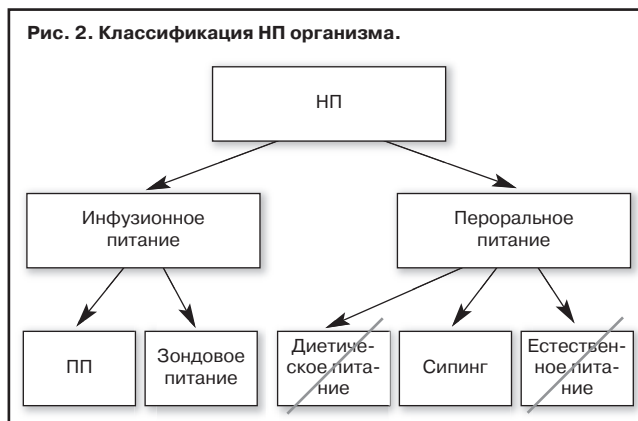 Рис. 2. Классификация НП организма.
НП
Инфузионное
питание
Пероральное
питание
ПП
Зондовое
питание
Диетиче-
ское пита-
ние
Сипинг
Естествен-
ное пита-
ние